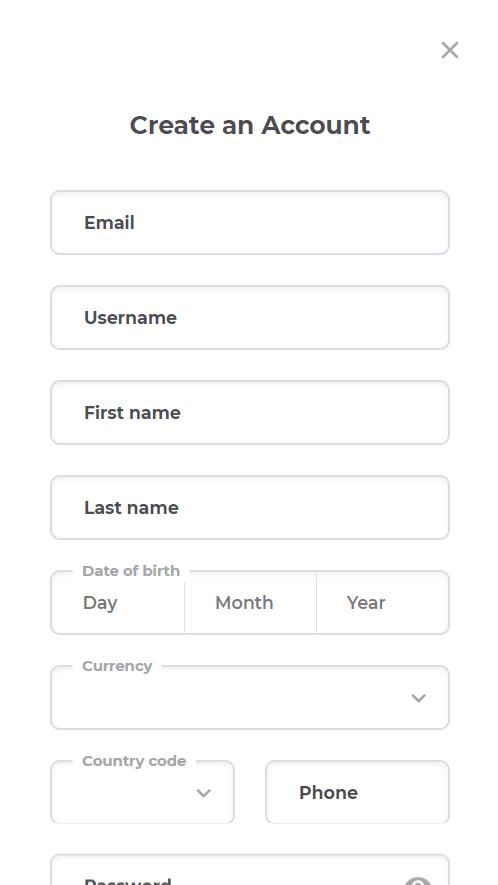 Create an Account
Email
Username
First name
Last name
Date of birth
Day Month Year
Currency
Country code
Phone
Password